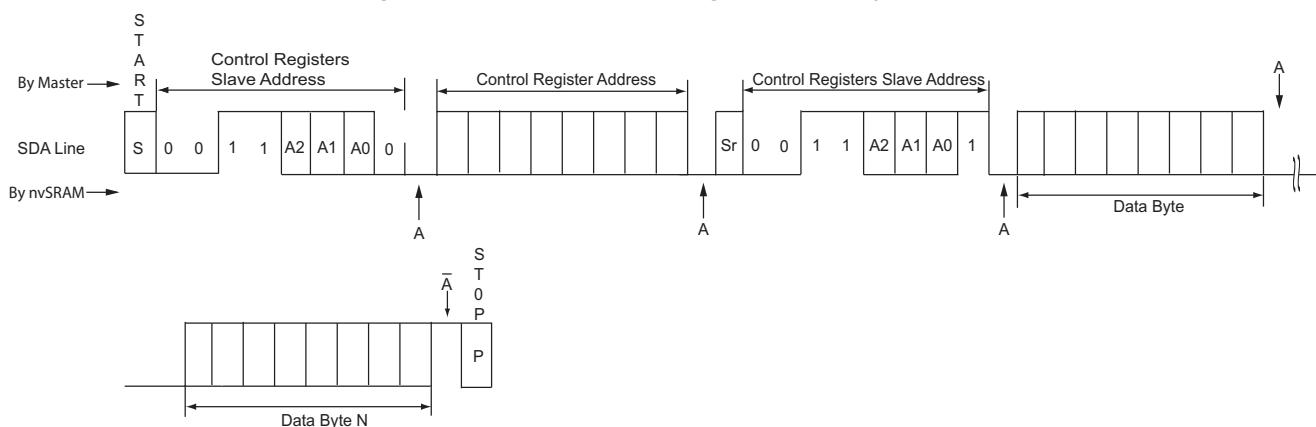 START
Control Registers
Slave Address
By Master
Control Register Address
Control Registers Slave Address
A
SDA Line
S 0 0 1 1 A2 A1 A0 0
Sr 0 0 1 1 A2 A1 A0 1
By nvSRAM
A
A
A
Data Byte
ST0P
A̅
P
Data Byte N